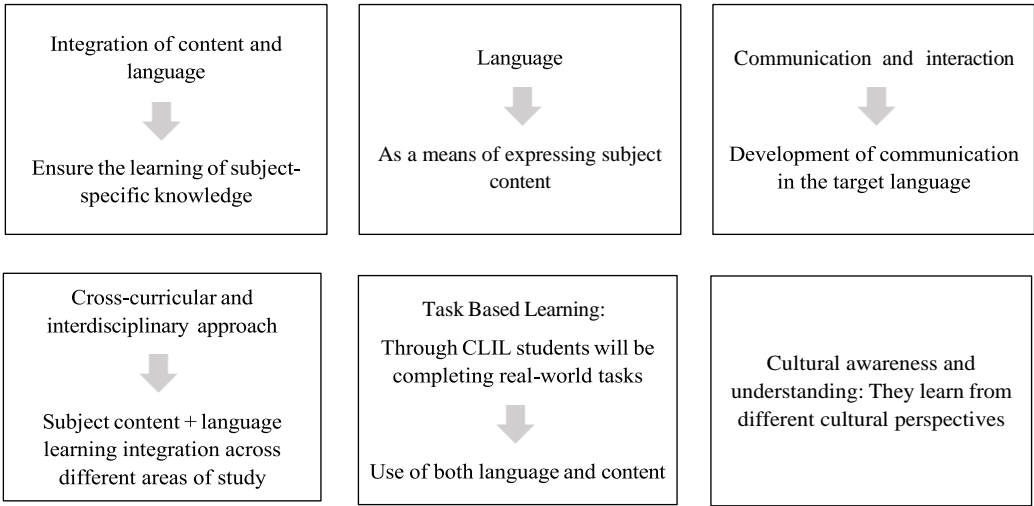 Integration of content and
language
Ensure the learning of subject-
specific knowledge
Language
As a means of expressing subject
content
Communication and interaction
Development of communication
in the target language
Cross-curricular and
interdisciplinary approach
Subject content + language
learning integration across
different areas of study
Task Based Learning:
Through CLIL students will be
completing real-world tasks
Use of both language and content
Cultural awareness and
understanding: They learn from
different cultural perspectives